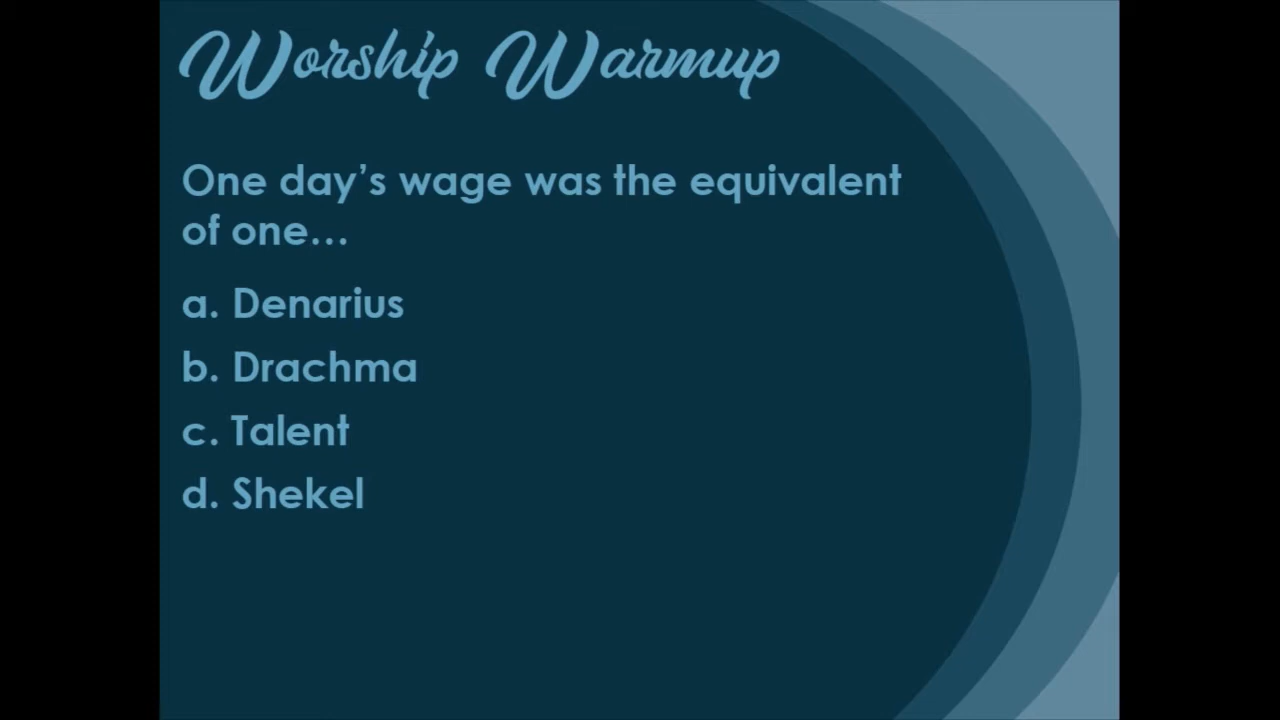 Worship Warmup
One day’s wage was the equivalent
of one…
a. Denarius
b. Drachma
c. Talent
d. Shekel